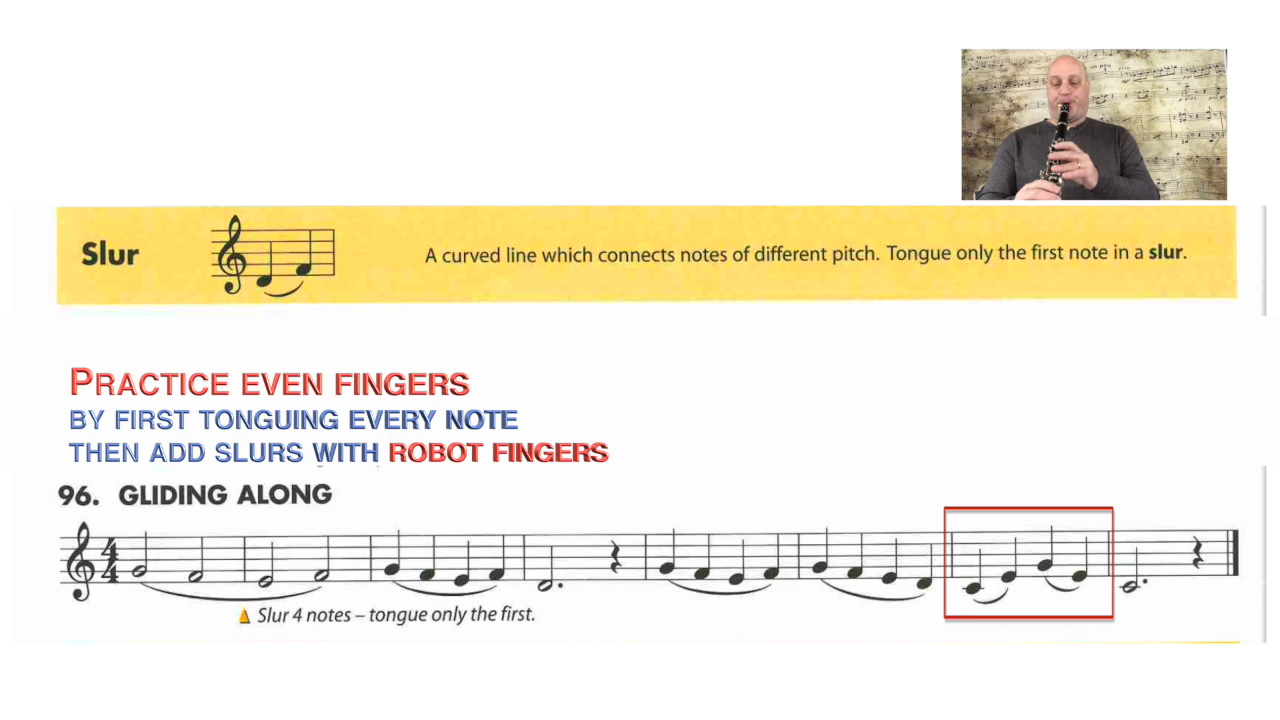 Slur
A curved line which connects notes of different pitch. Tongue only the first note in a slur.
PRACTICE EVEN FINGERS
BY FIRST TONGUING EVERY NOTE
THEN ADD SLURS WITH ROBOT FINGERS
96. GLIDING ALONG
4
4
Slur 4 notes – tongue only the first.